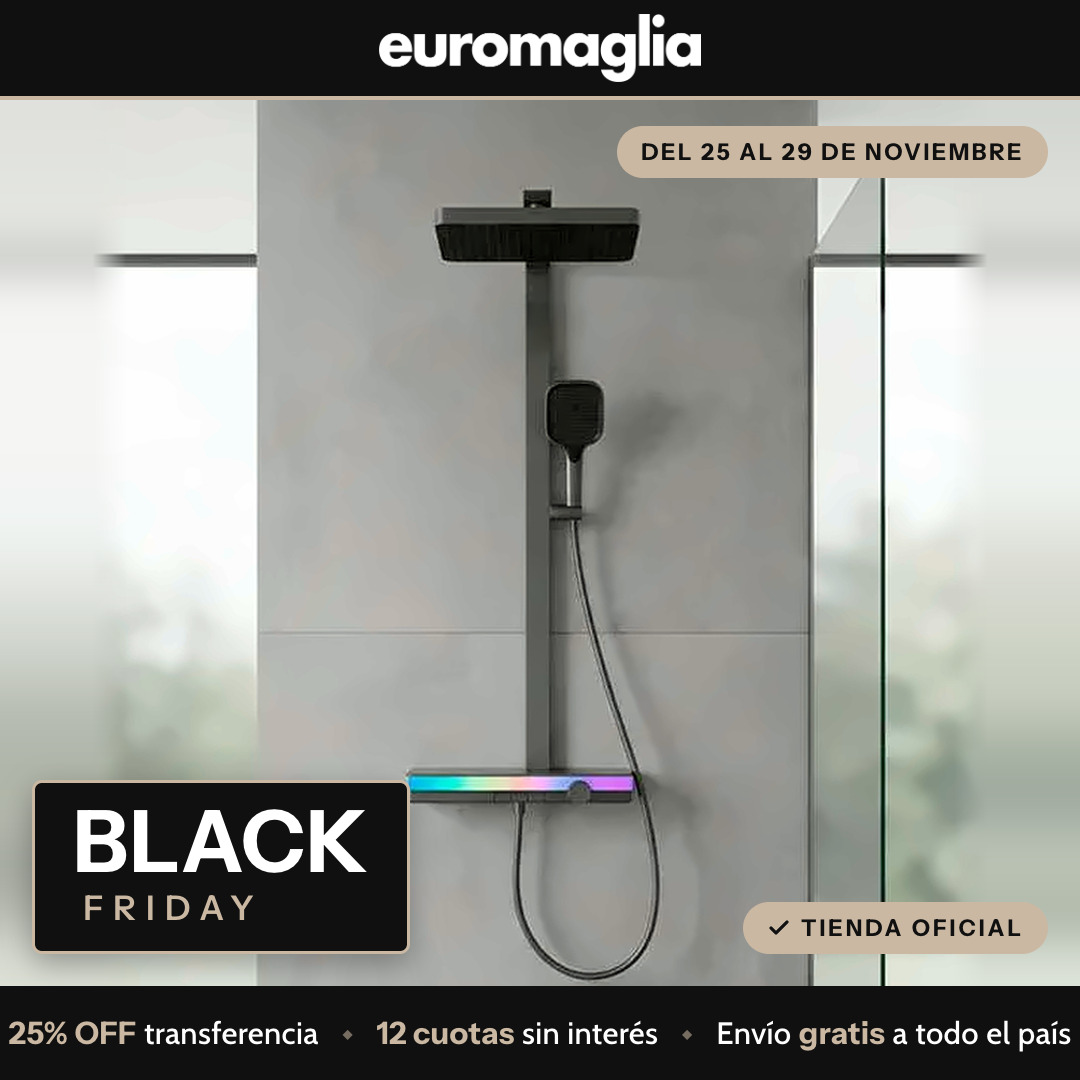 euromaglia
DEL 25 AL 29 DE NOVIEMBRE
BLACK
FRIDAY
✓ TIENDA OFICIAL
25% OFF transferencia ◆ 12 cuotas sin interés ◆ Envío gratis a todo el país